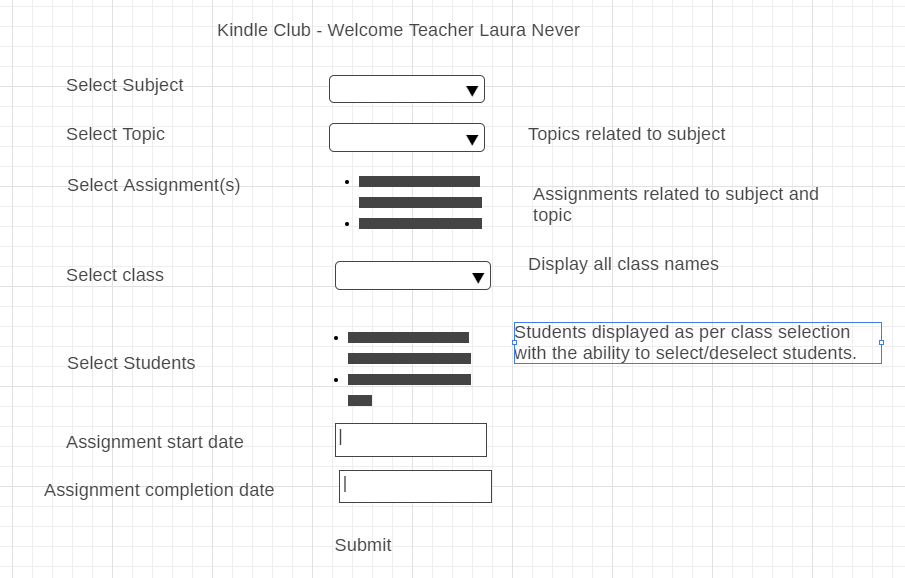 Kindle Club - Welcome Teacher Laura Never
Select Subject
Select Topic
Topics related to subject
Select Assignment(s)
Assignments related to subject and
topic
Select class
Display all class names
Students displayed as per class selection
with the ability to select/deselect students.
Select Students
Assignment start date
Assignment completion date
Submit